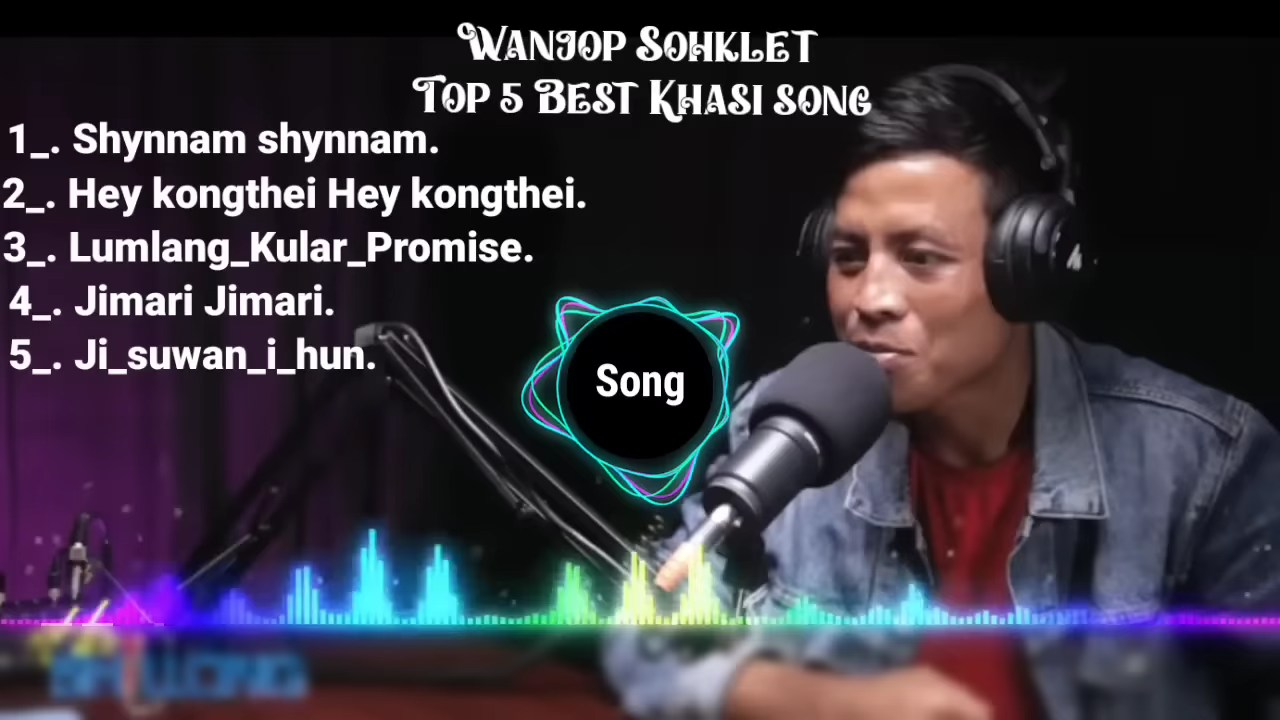 Wanjop Sohklet
Top 5 Best Khasi song
1_. Shynnam shynnam.
2_. Hey kongthei Hey kongthei.
3_. Lumlang_Kular_Promise.
4_. Jimari Jimari.
5_. Ji_suwan_i_hun.
Song